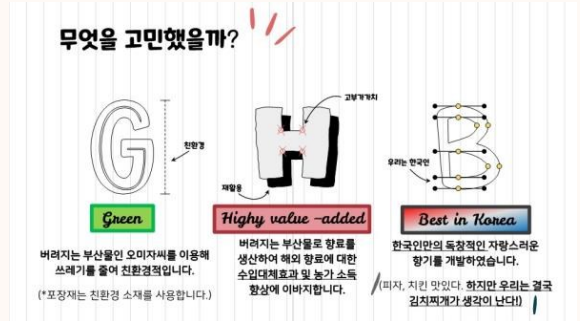 무엇을 고민했을까?
G
친환경
Green
버려지는 부산물인 오미자씨를 이용해
쓰레기를 줄여 친환경적입니다.
(*포장재는 친환경 소재를 사용합니다.)
H
고부가가치
재활용
Highy value –added
버려지는 부산물로 향료를
생산하여 해외 향료에 대한
수입대체효과 및 농가 소득
향상에 이바지합니다.
B
우리는 한국인
Best in Korea
한국인만의 독창적인 자랑스러운
향기를 개발하였습니다.
(피자, 치킨 맛있다. 하지만 우리는 결국
김치찌개가 생각이 난다!)